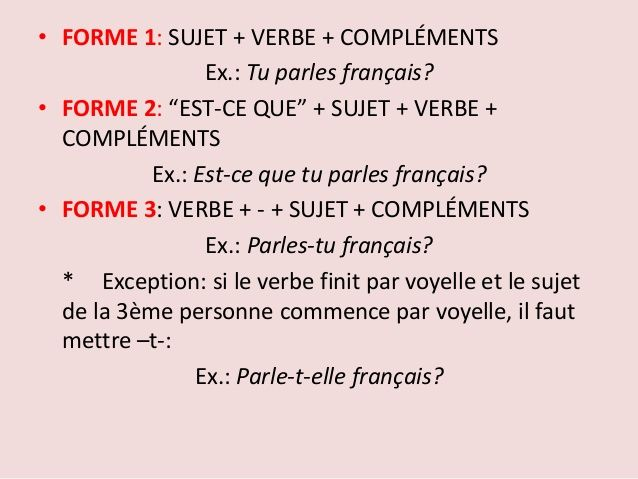 • FORME 1: SUJET + VERBE + COMPLÉMENTS
Ex.: Tu parles français?
• FORME 2: “EST-CE QUE” + SUJET + VERBE +
COMPLÉMENTS
Ex.: Est-ce que tu parles français?
• FORME 3: VERBE + - + SUJET + COMPLÉMENTS
Ex.: Parles-tu français?
* Exception: si le verbe finit par voyelle et le sujet
de la 3ème personne commence par voyelle, il faut
mettre –t-:
Ex.: Parle-t-elle français?